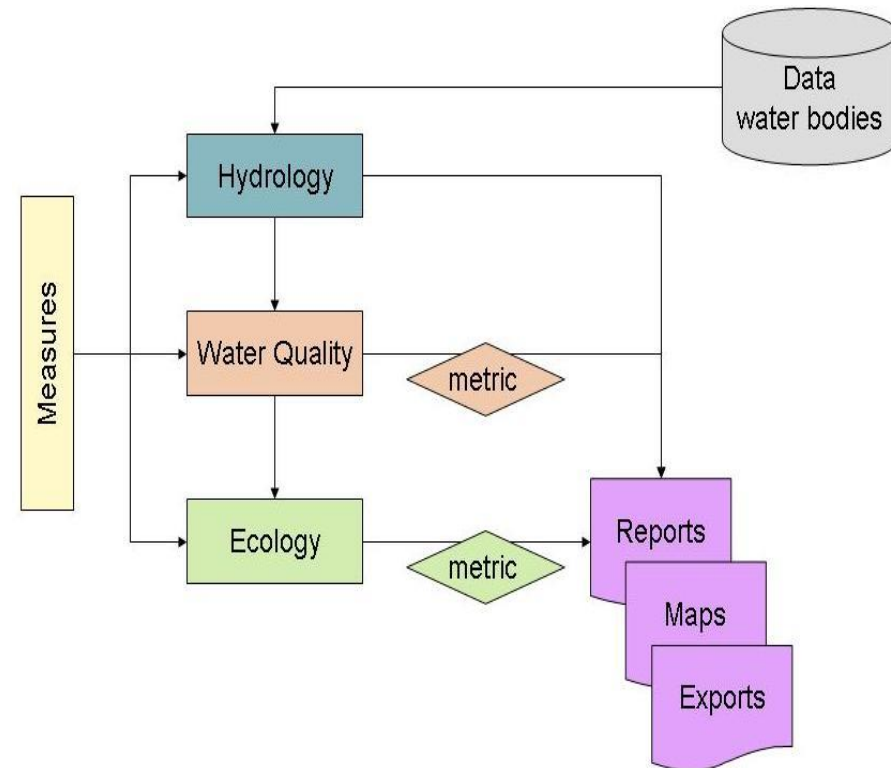 Data
water bodies
Hydrology
Measures
Water Quality
metric
Ecology
metric
Reports
Maps
Exports